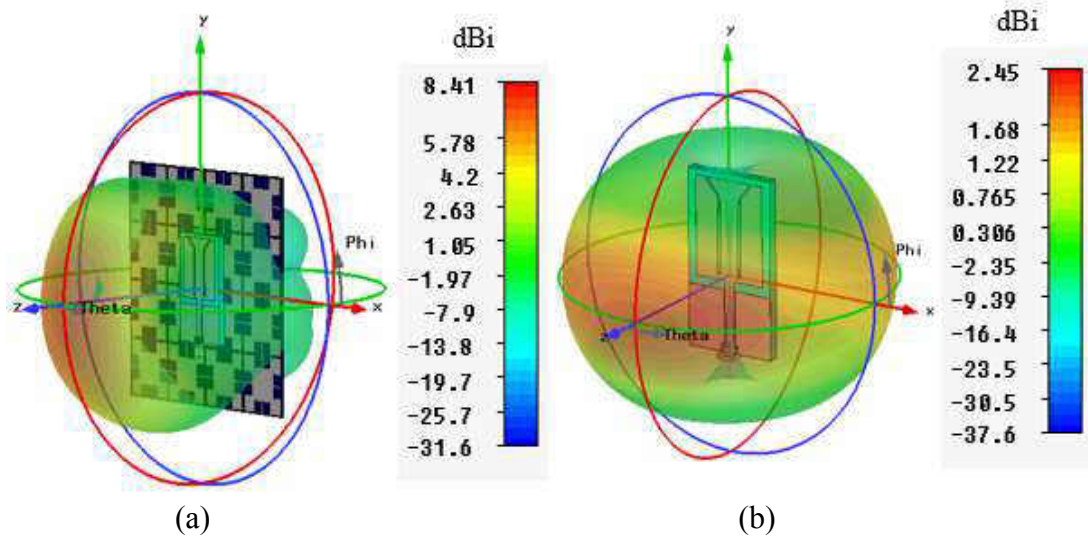 y
dBi
8.41
5.78
4.2
2.63
1.05
-1.97
-7.9
-13.8
-19.7
-25.7
-31.6
Phi
z
Theta
x
(a)
y
dBi
2.45
1.68
1.22
0.765
0.306
-2.35
-9.39
-16.4
-23.5
-30.5
-37.6
Phi
z
Theta
x
(b)